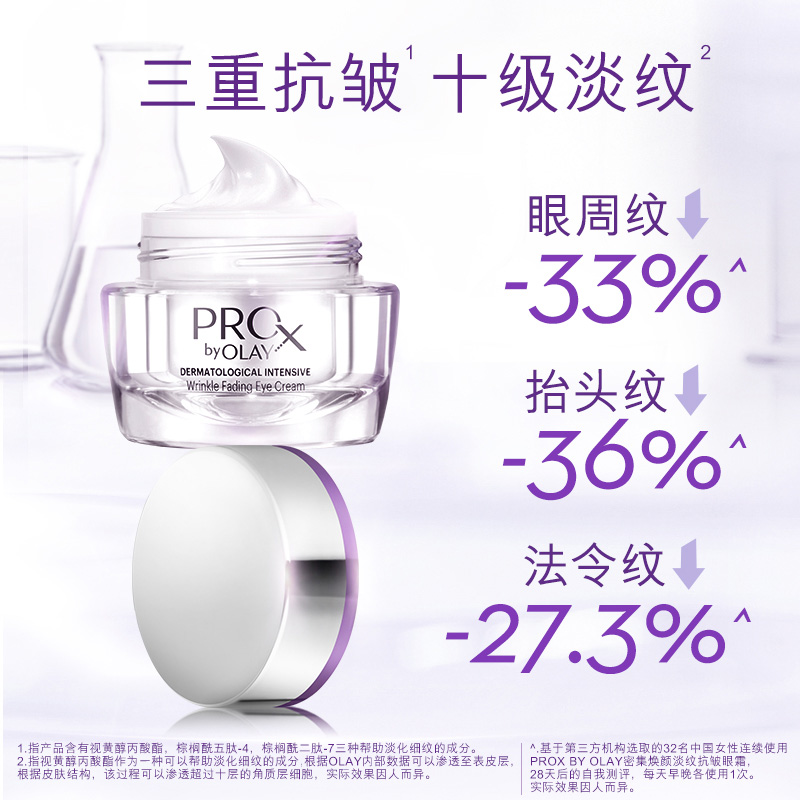 三重抗皱¹ 十级淡纹²
眼周纹
-33%^
抬头纹
-36%^
法令纹
-27.3%^
PROX
by OLAY
DERMATOLOGICAL INTENSIVE
Wrinkle Fading Eye Cream
1.指产品含有视黄醇丙酸酯，棕榈酰五肽-4，棕榈酰二肽-7三种帮助淡化细纹的成分。
2.指视黄醇丙酸酯作为一种可以帮助淡化细纹的成分,根据OLAY内部数据可以渗透至表皮层，
根据皮肤结构，该过程可以渗透超过十层的角质层细胞，实际效果因人而异。
^.基于第三方机构选取的32名中国女性连续使用
PROX BY OLAY密集焕颜淡纹抗皱眼霜，
28天后的自我测评，每天早晚各使用1次。
实际效果因人而异。